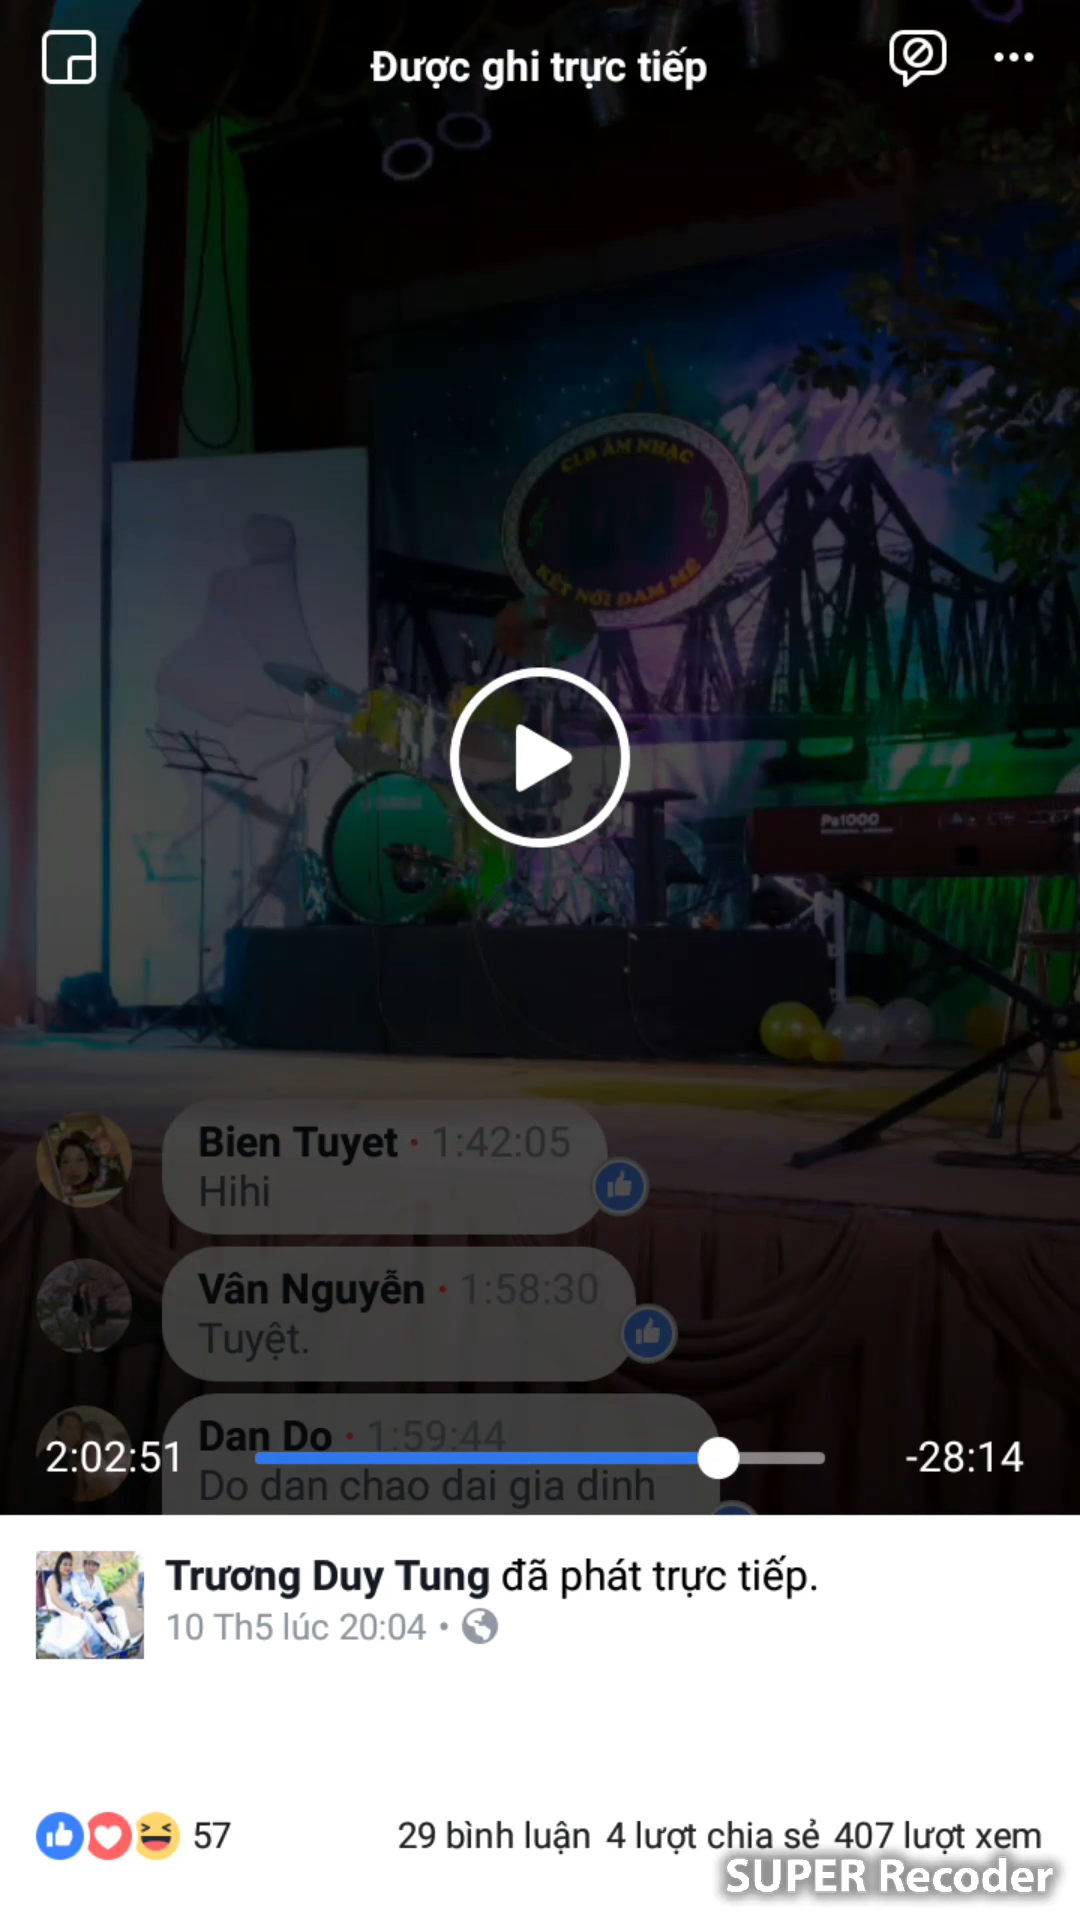 Được ghi trực tiếp
CLB ÂM NHẠC
KẾT NỐI ĐAM MÊ
Pa1000
Bien Tuyet · 1:42:05
Hihi
Vân Nguyễn · 1:58:30
Tuyệt.
Dan Do · 1:59:44
Do dan chao dai gia dinh
2:02:51
-28:14
Trương Duy Tung đã phát trực tiếp.
10 Th5 lúc 20:04 •
57
29 bình luận 4 lượt chia sẻ 407 lượt xem
SUPER Recoder